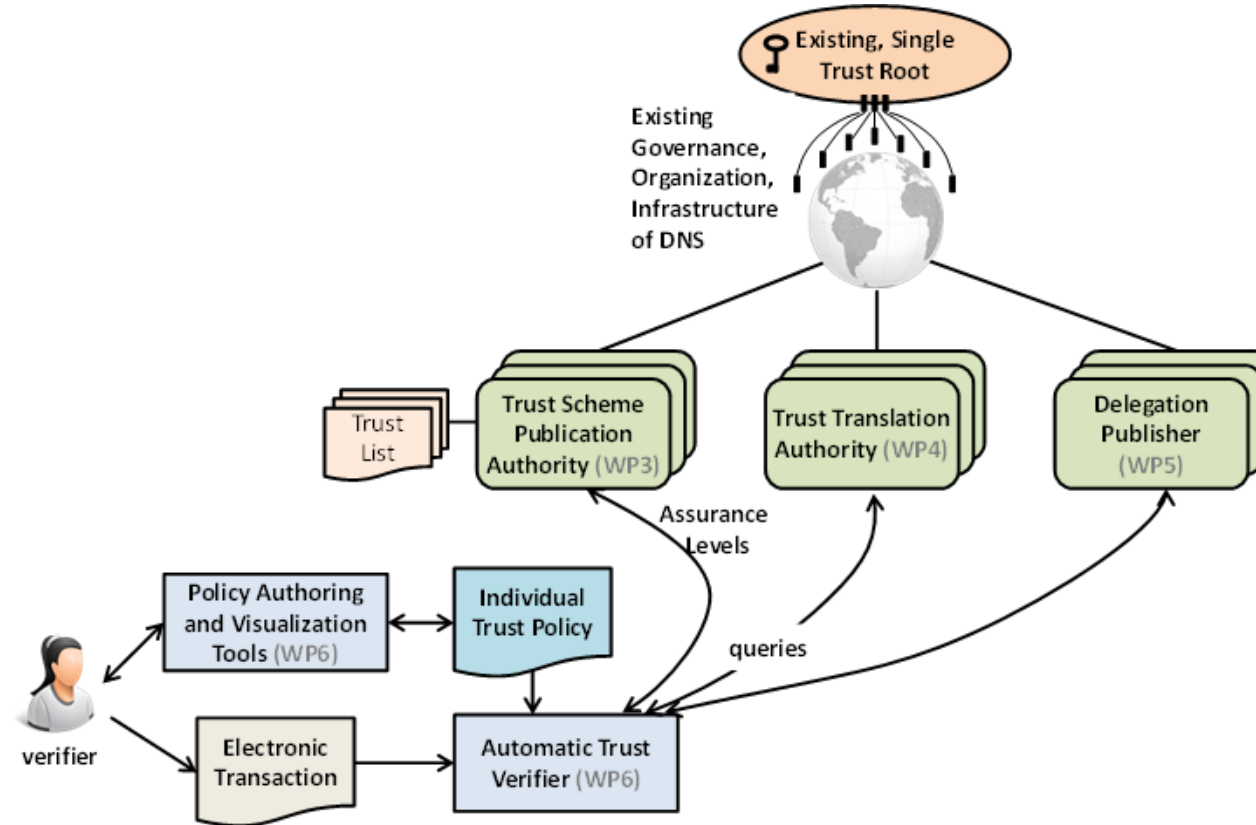 Existing, Single
Trust Root
Existing
Governance,
Organization,
Infrastructure
of DNS
Trust
List
Trust Scheme
Publication
Authority (WP3)
Trust Translation
Authority (WP4)
Delegation
Publisher
(WP5)
Assurance
Levels
Policy Authoring
and Visualization
Tools (WP6)
Individual
Trust Policy
queries
verifier
Electronic
Transaction
Automatic Trust
Verifier (WP6)